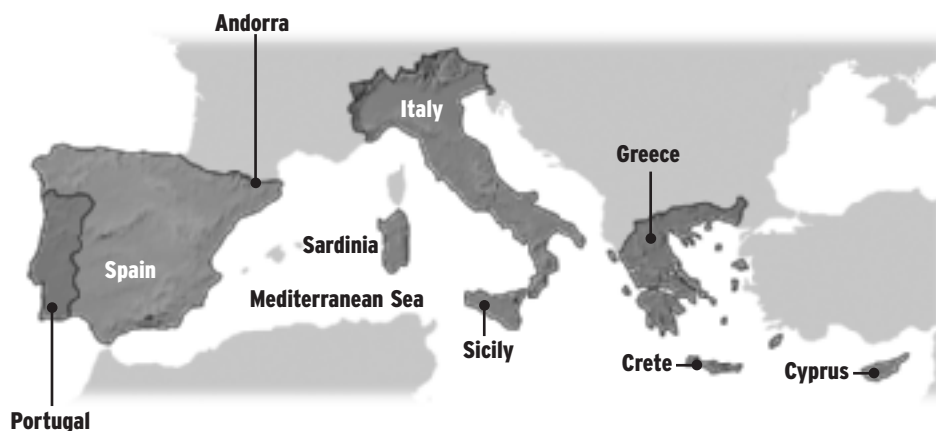 Andorra
Italy
Greece
Sardinia
Spain
Mediterranean Sea
Sicily
Crete
Cyprus
Portugal